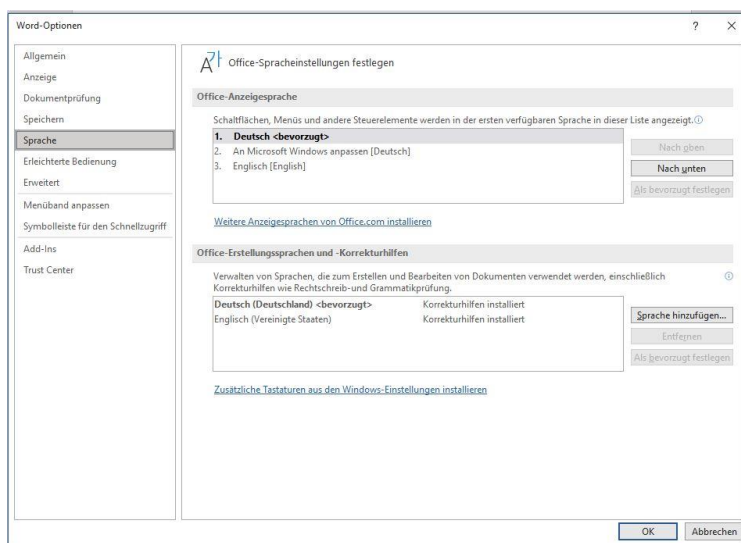 Word-Optionen
?
Allgemein
Anzeige
Dokumentprüfung
Speichern
Sprache
Erleichterte Bedienung
Erweitert
Menüband anpassen
Symbolleiste für den Schnellzugriff
Add-Ins
Trust Center
Office-Spracheinstellungen festlegen
Office-Anzeigesprache
Schaltflächen, Menüs und andere Steuerelemente werden in der ersten verfügbaren Sprache in dieser Liste angezeigt.
1. Deutsch <bevorzugt>
2. An Microsoft Windows anpassen [Deutsch]
3. Englisch [English]
Nach oben
Nach unten
Als bevorzugt festlegen
Weitere Anzeigesprachen von Office.com installieren
Office-Erstellungssprachen und -Korrekturhilfen
Verwalten von Sprachen, die zum Erstellen und Bearbeiten von Dokumenten verwendet werden, einschließlich
Korrekturhilfen wie Rechtschreib-und Grammatikprüfung.
Deutsch (Deutschland) <bevorzugt> Korrekturhilfen installiert
Englisch (Vereinigte Staaten) Korrekturhilfen installiert
Sprache hinzufügen...
Entfernen
Als bevorzugt festlegen
Zusätzliche Tastaturen aus den Windows-Einstellungen installieren
OK
Abbrechen